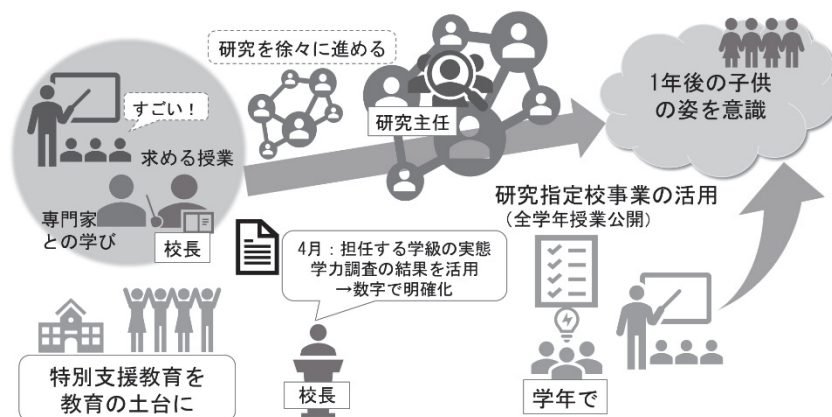 研究を徐々に進める
すごい！
求める授業
専門家
との学び
校長
研究主任
1年後の子供
の姿を意識
4月：担任する学級の実態
学力調査の結果を活用
→数字で明確化
校長
特別支援教育を
教育の土台に
研究指定校事業の活用
（全学年授業公開）
学年で